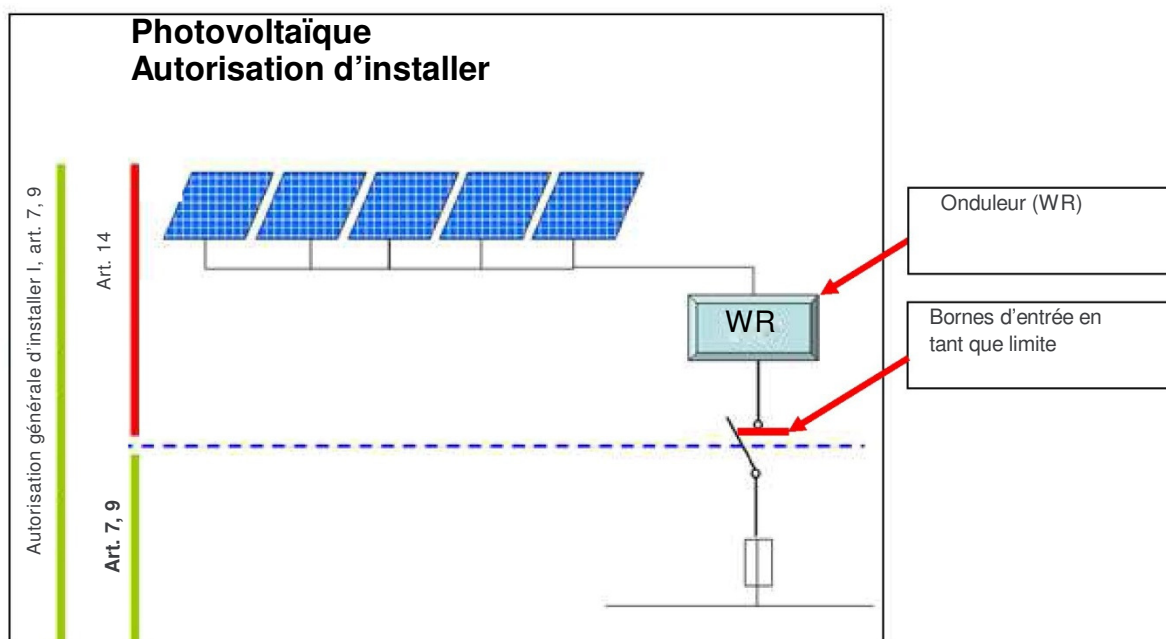 Photovoltaïque
Autorisation d'installer
Autorisation générale d'installer I, art. 7, 9
Art. 14
Art. 7, 9
WR
Onduleur (WR)
Bornes d'entrée en
tant que limite